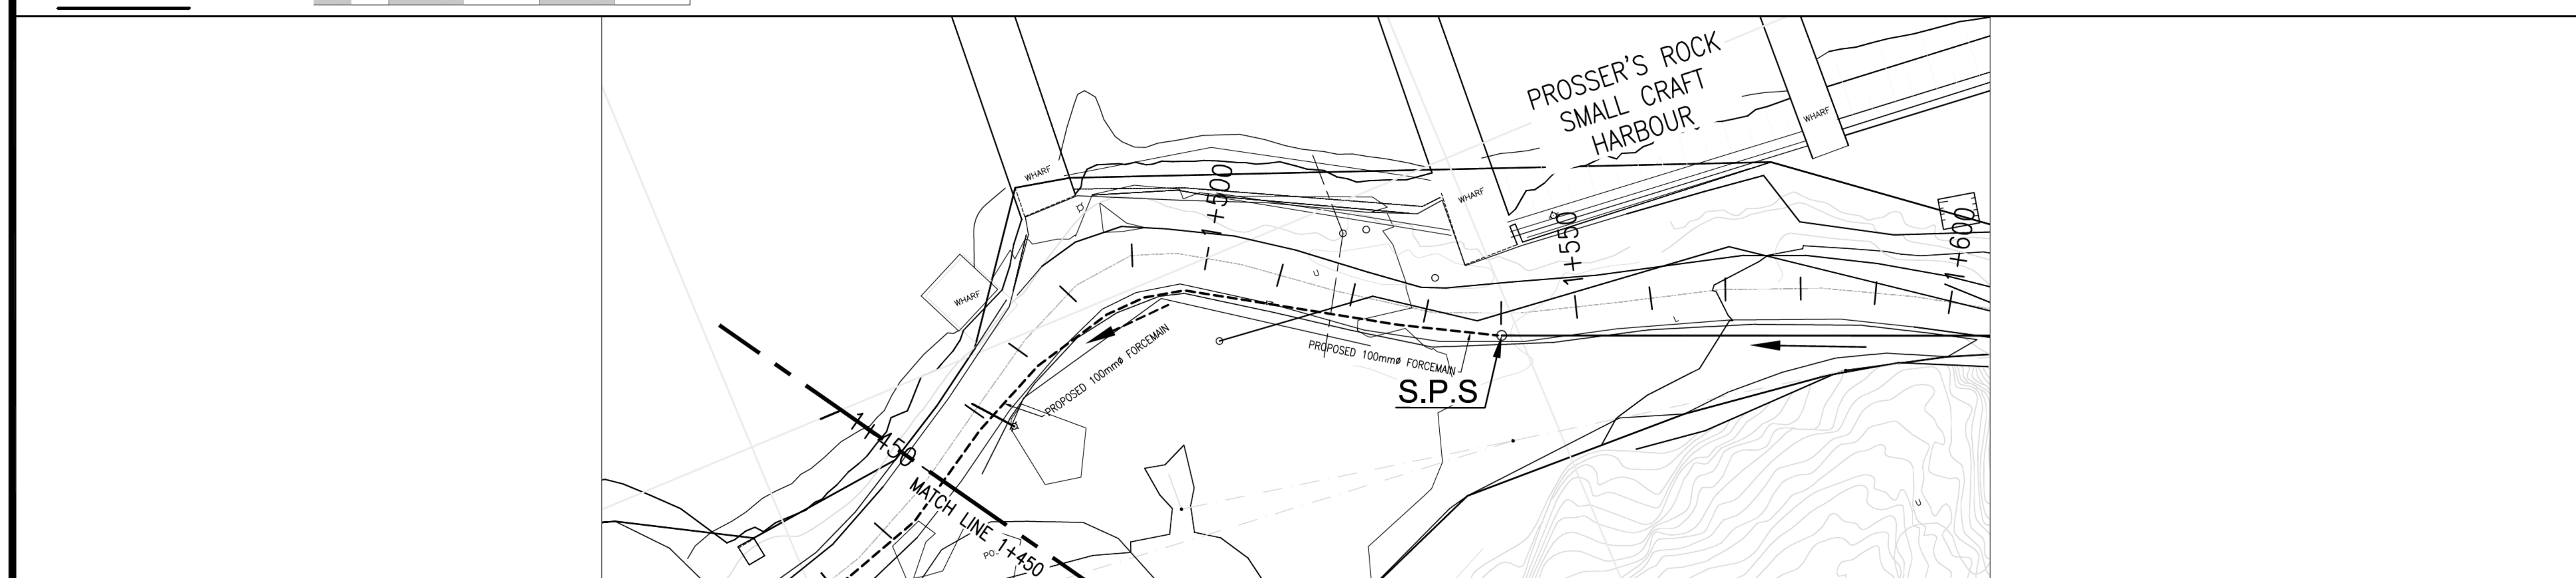 PROSSER'S ROCK
SMALL CRAFT
HARBOUR
WHARF
WHARF
WHARF
WHARF
1+500
1+550
1+600
U
L
PROPOSED 100mmø FORCEMAIN
PROPOSED 100mmø FORCEMAIN
S.P.S
1+450
MATCH LINE 1+450
PO
U